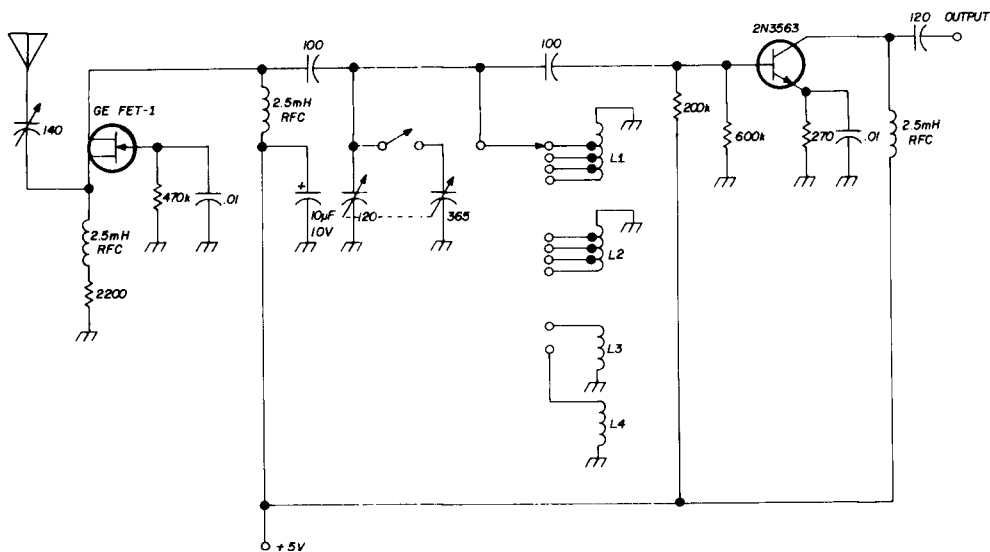 140
GE FET-1
470k
.01
2.5mH
RFC
2200
100
2.5mH
RFC
+
10µF
10V
120
365
100
L1
L2
L3
L4
200k
600k
2N3563
270
.01
120 OUTPUT
2.5mH
RFC
+5V